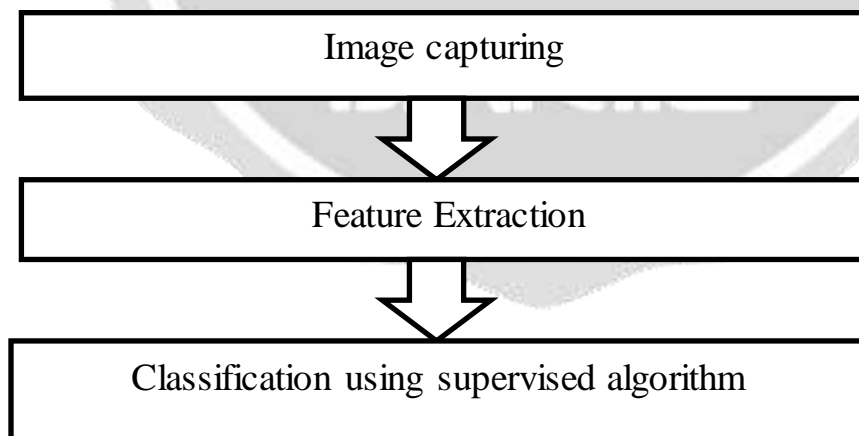 Image capturing
Feature Extraction
Classification using supervised algorithm